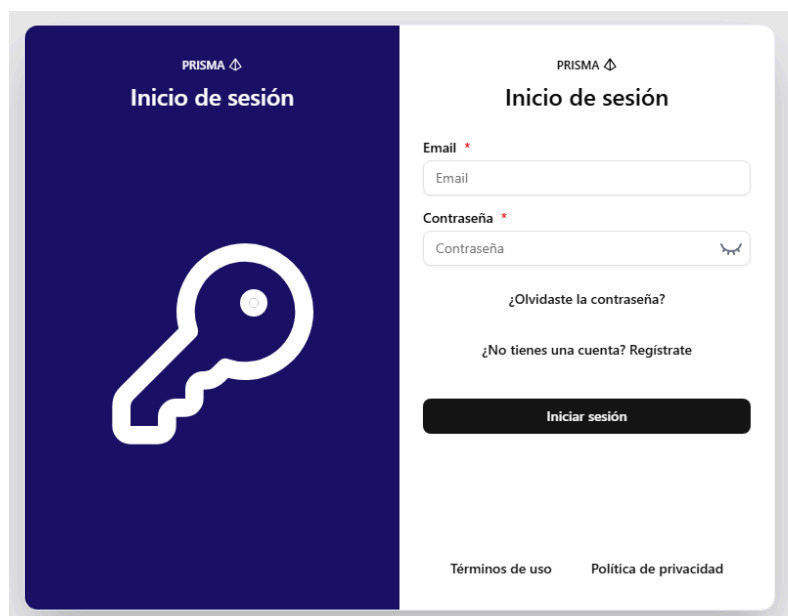 PRISMA
Inicio de sesión
PRISMA
Inicio de sesión
Email *
Email
Contraseña *
Contraseña
¿Olvidaste la contraseña?
¿No tienes una cuenta? Regístrate
Iniciar sesión
Términos de uso Política de privacidad